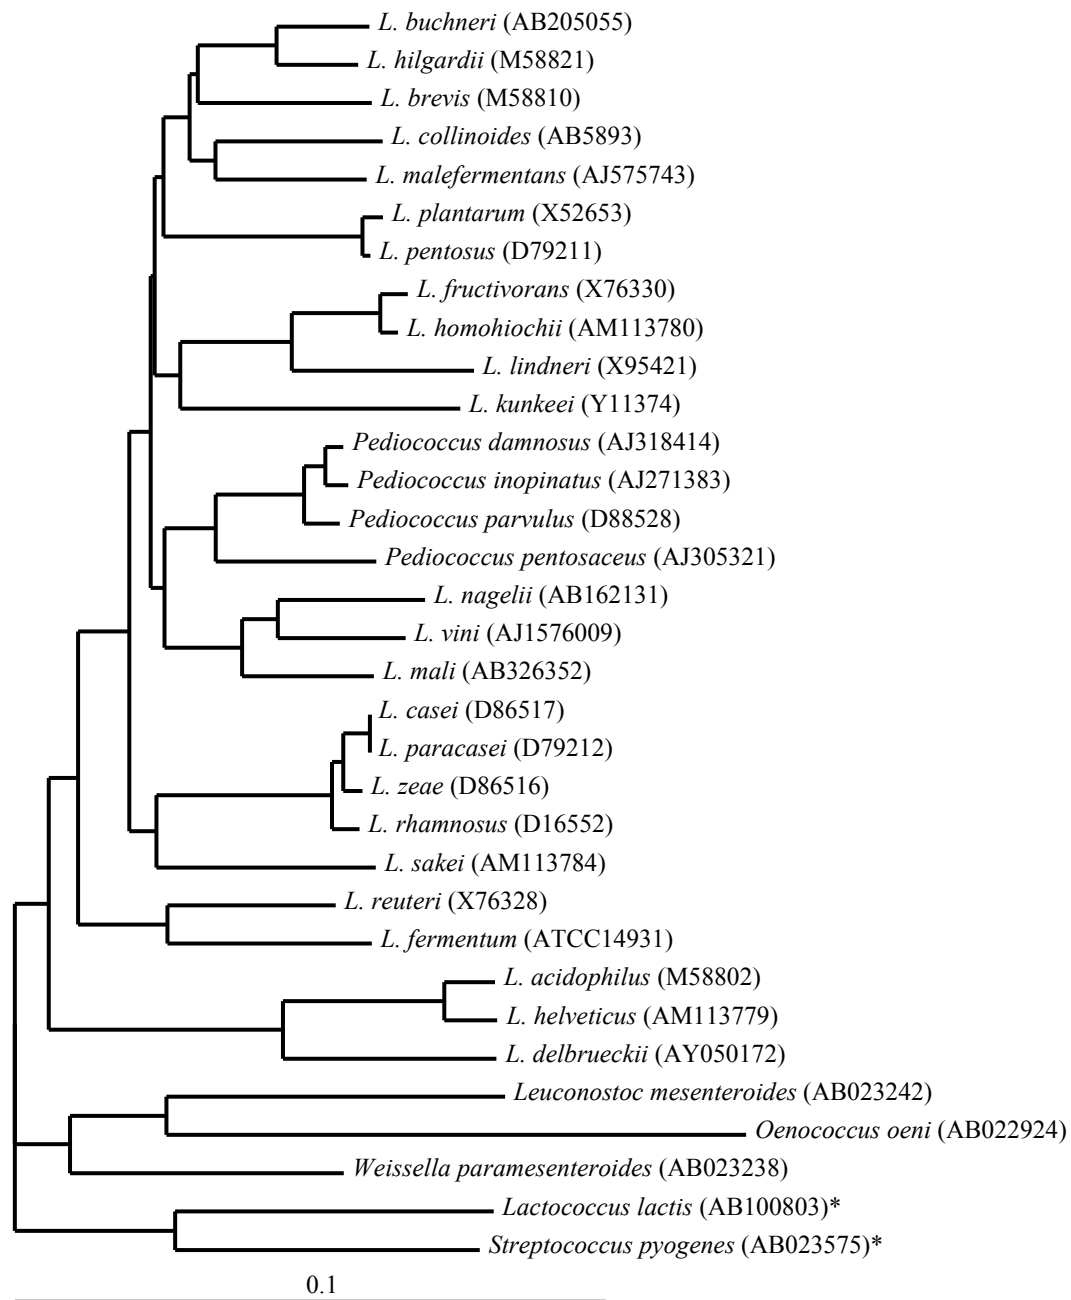 L. buchneri (AB205055)
L. hilgardii (M58821)
L. brevis (M58810)
L. collinoides (AB5893)
L. malefermentans (AJ575743)
L. plantarum (X52653)
L. pentosus (D79211)
L. fructivorans (X76330)
L. homohiochii (AM113780)
L. lindneri (X95421)
L. kunkeei (Y11374)
Pediococcus damnosus (AJ318414)
Pediococcus inopinatus (AJ271383)
Pediococcus parvulus (D88528)
Pediococcus pentosaceus (AJ305321)
L. nagelii (AB162131)
L. vini (AJ1576009)
L. mali (AB326352)
L. casei (D86517)
L. paracasei (D79212)
L. zeae (D86516)
L. rhamnosus (D16552)
L. sakei (AM113784)
L. reuteri (X76328)
L. fermentum (ATCC14931)
L. acidophilus (M58802)
L. helveticus (AM113779)
L. delbrueckii (AY050172)
Leuconostoc mesenteroides (AB023242)
Oenococcus oeni (AB022924)
Weissella paramesenteroides (AB023238)
Lactococcus lactis (AB100803)*
Streptococcus pyogenes (AB023575)*
0.1